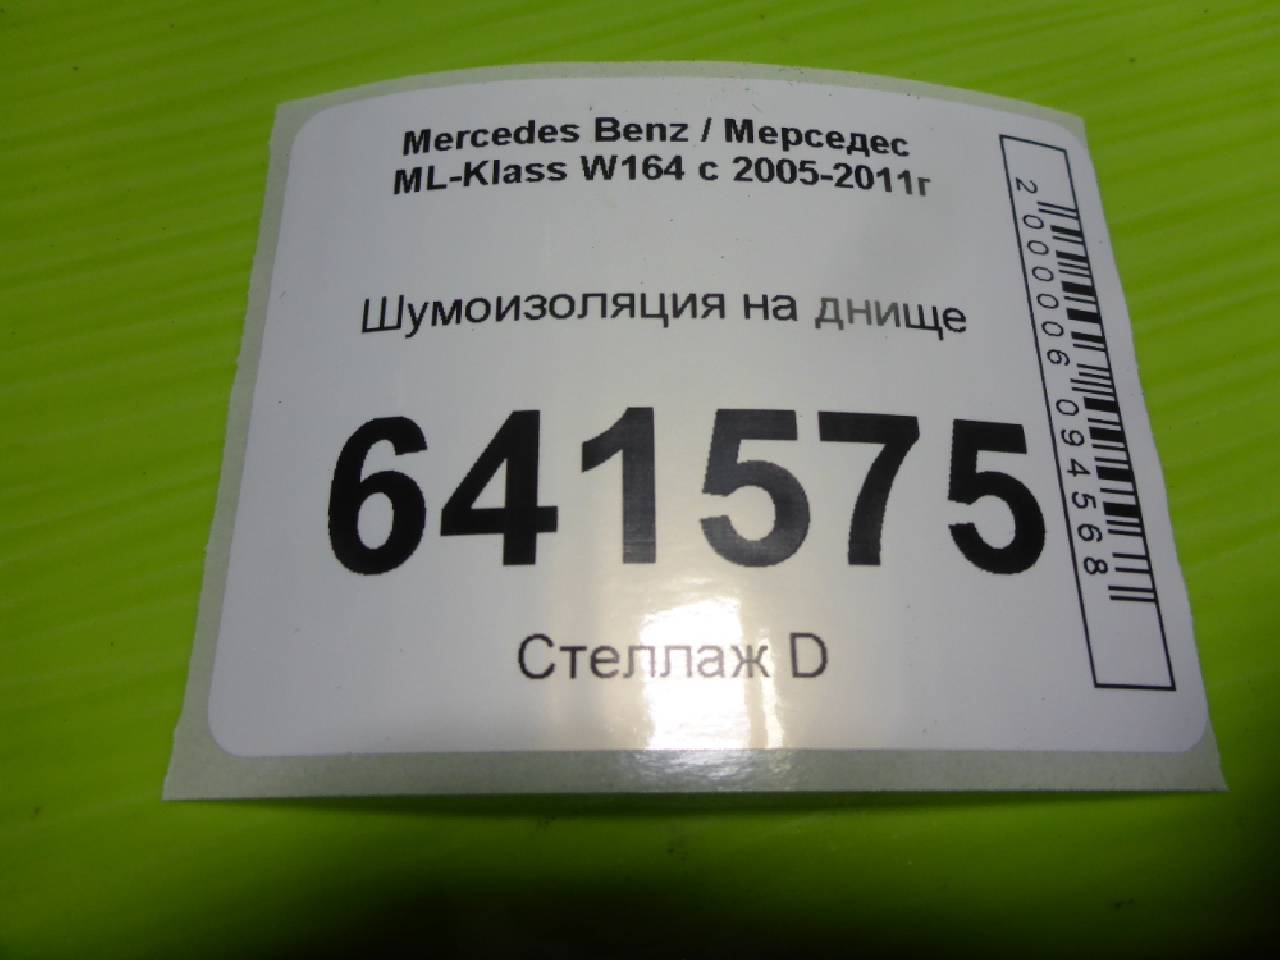 Mercedes Benz / Мерседес
ML-Klass W164 с 2005-2011г
Шумоизоляция на днище
641575
Стеллаж D
2000006094568